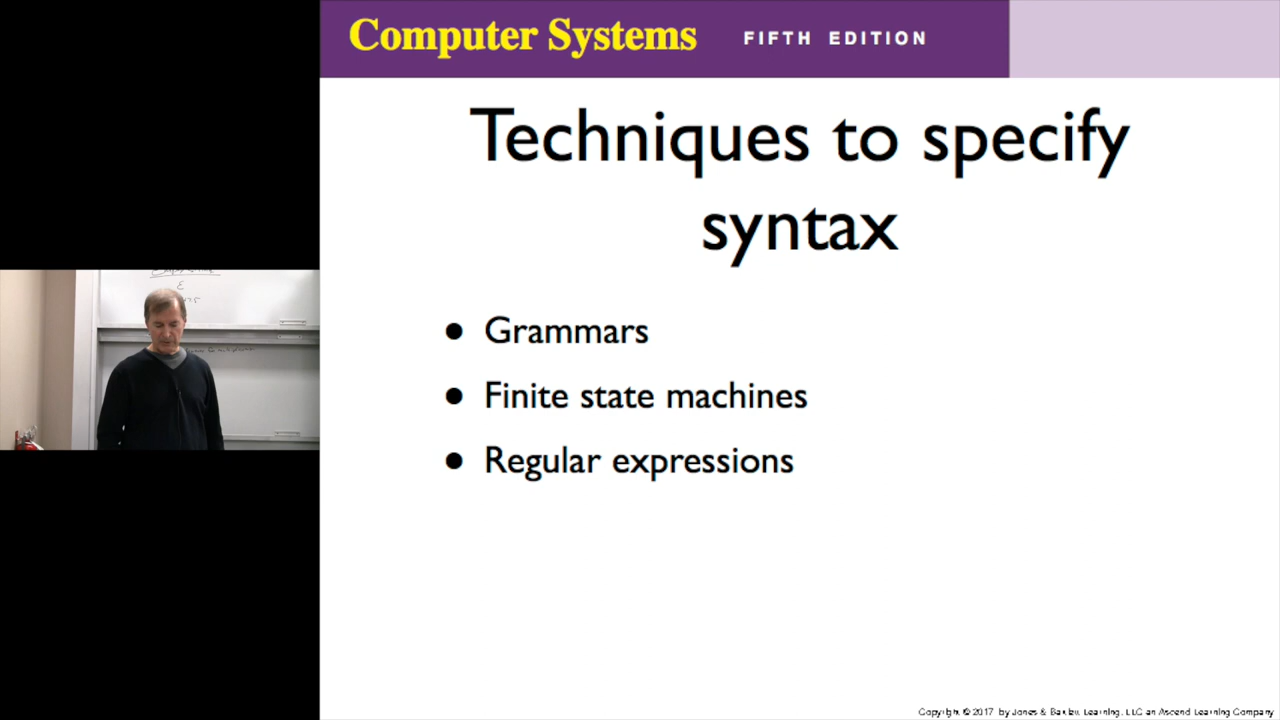 Computer Systems FIFTH EDITION
Techniques to specify
syntax
• Grammars
• Finite state machines
• Regular expressions
ε
Copyright © 2017 by Jones & Bartlett Learning, LLC an Ascend Learning Company